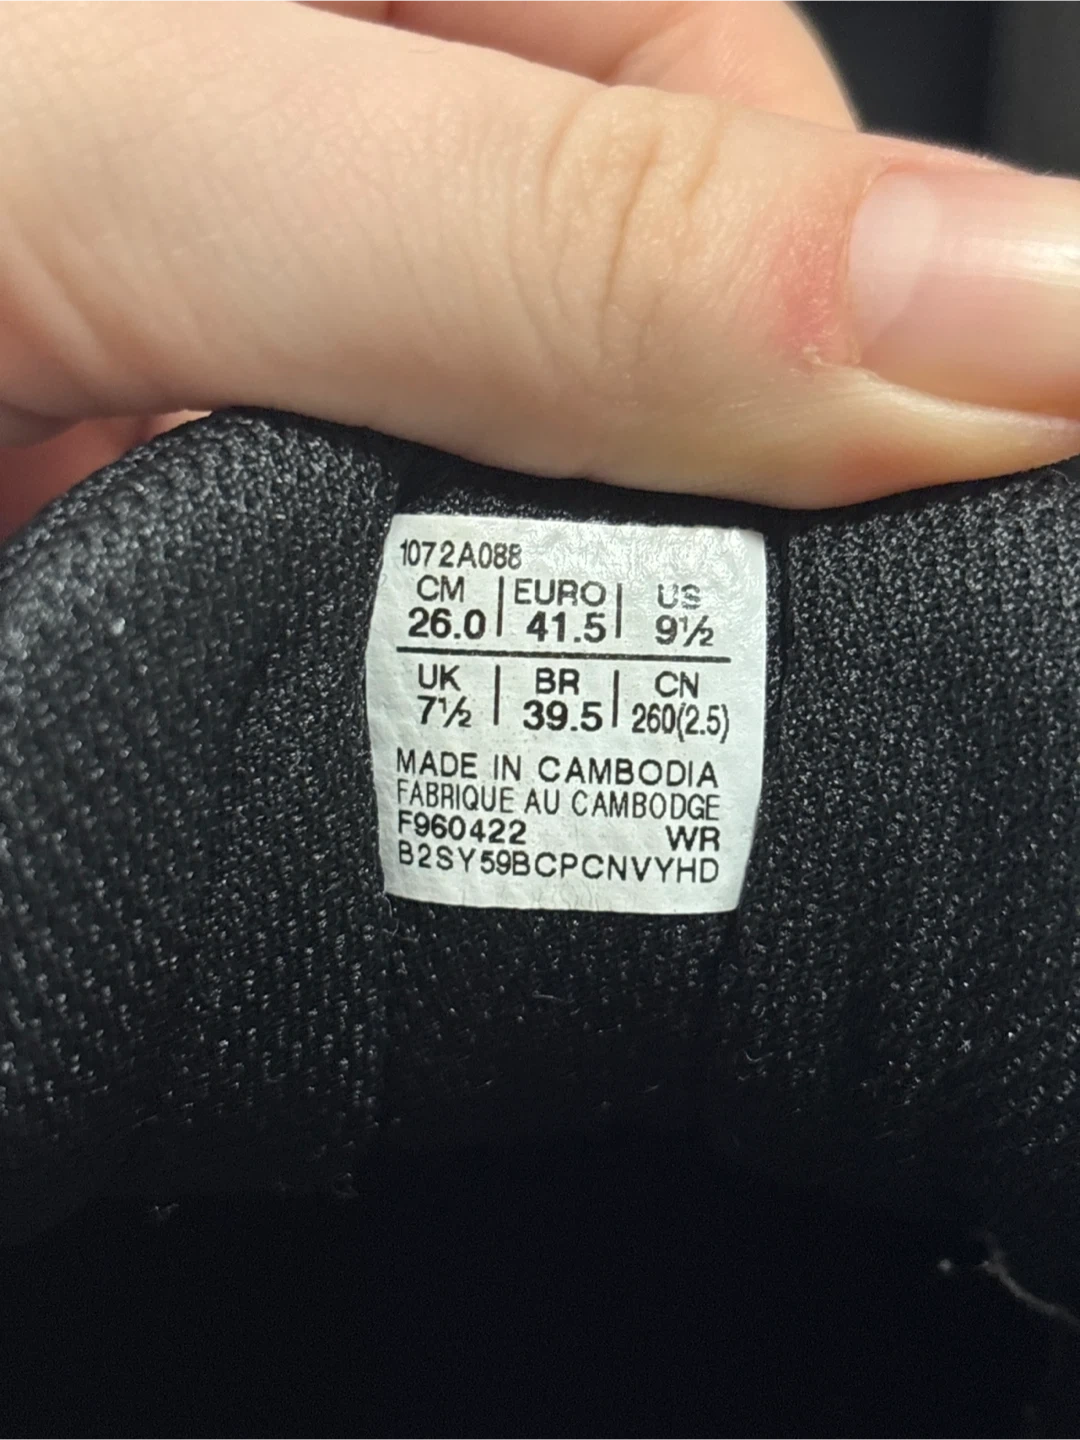 1072A088
CM | EURO | US
26.0 | 41.5 | 9½
UK | BR | CN
7½ | 39.5 | 260(2.5)
MADE IN CAMBODIA
FABRIQUE AU CAMBODGE
F960422 WR
B2SY59BCPCNVYHD